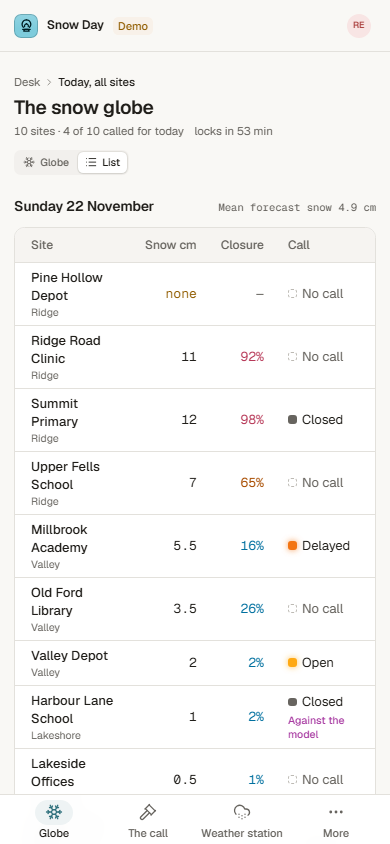 Snow Day Demo RE
Desk > Today, all sites
The snow globe
10 sites · 4 of 10 called for today locks in 53 min
Globe List
Sunday 22 November Mean forecast snow 4.9 cm
Site Snow cm Closure Call
Pine Hollow
Depot
Ridge
none – No call
Ridge Road
Clinic
Ridge
11 92% No call
Summit
Primary
Ridge
12 98% Closed
Upper Fells
School
Ridge
7 65% No call
Millbrook
Academy
Valley
5.5 16% Delayed
Old Ford
Library
Valley
3.5 26% No call
Valley Depot
Valley
2 2% Open
Harbour Lane
School
Lakeshore
1 2% Closed
Against the
model
Lakeside
Offices
0.5 1% No call
Globe The call Weather station More